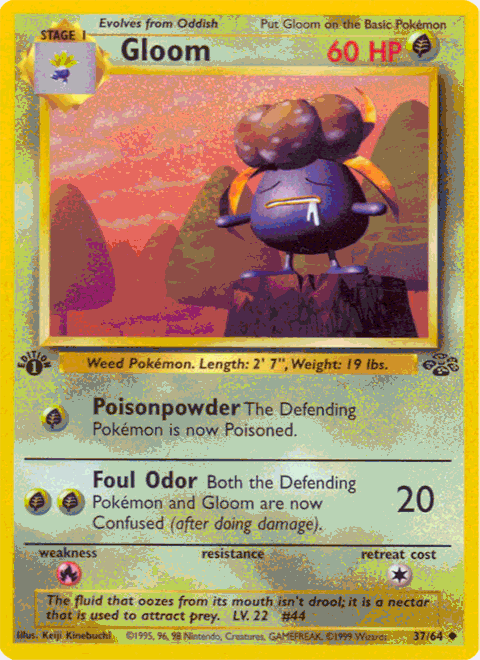 Evolves from Oddish Put Gloom on the Basic Pokémon
STAGE 1
Gloom 60 HP
EDITION
1
Weed Pokémon. Length: 2' 7", Weight: 19 lbs.
Poisonpowder The Defending
Pokémon is now Poisoned.
Foul Odor Both the Defending
Pokémon and Gloom are now
Confused (after doing damage).
20
weakness resistance retreat cost
The fluid that oozes from its mouth isn't drool; it is a nectar
that is used to attract prey. LV. 22 #44
Illus. Keiji Kinebuchi ©1995, 96, 98 Nintendo, Creatures, GAMEFREAK. ©1999 Wizards. 37/64